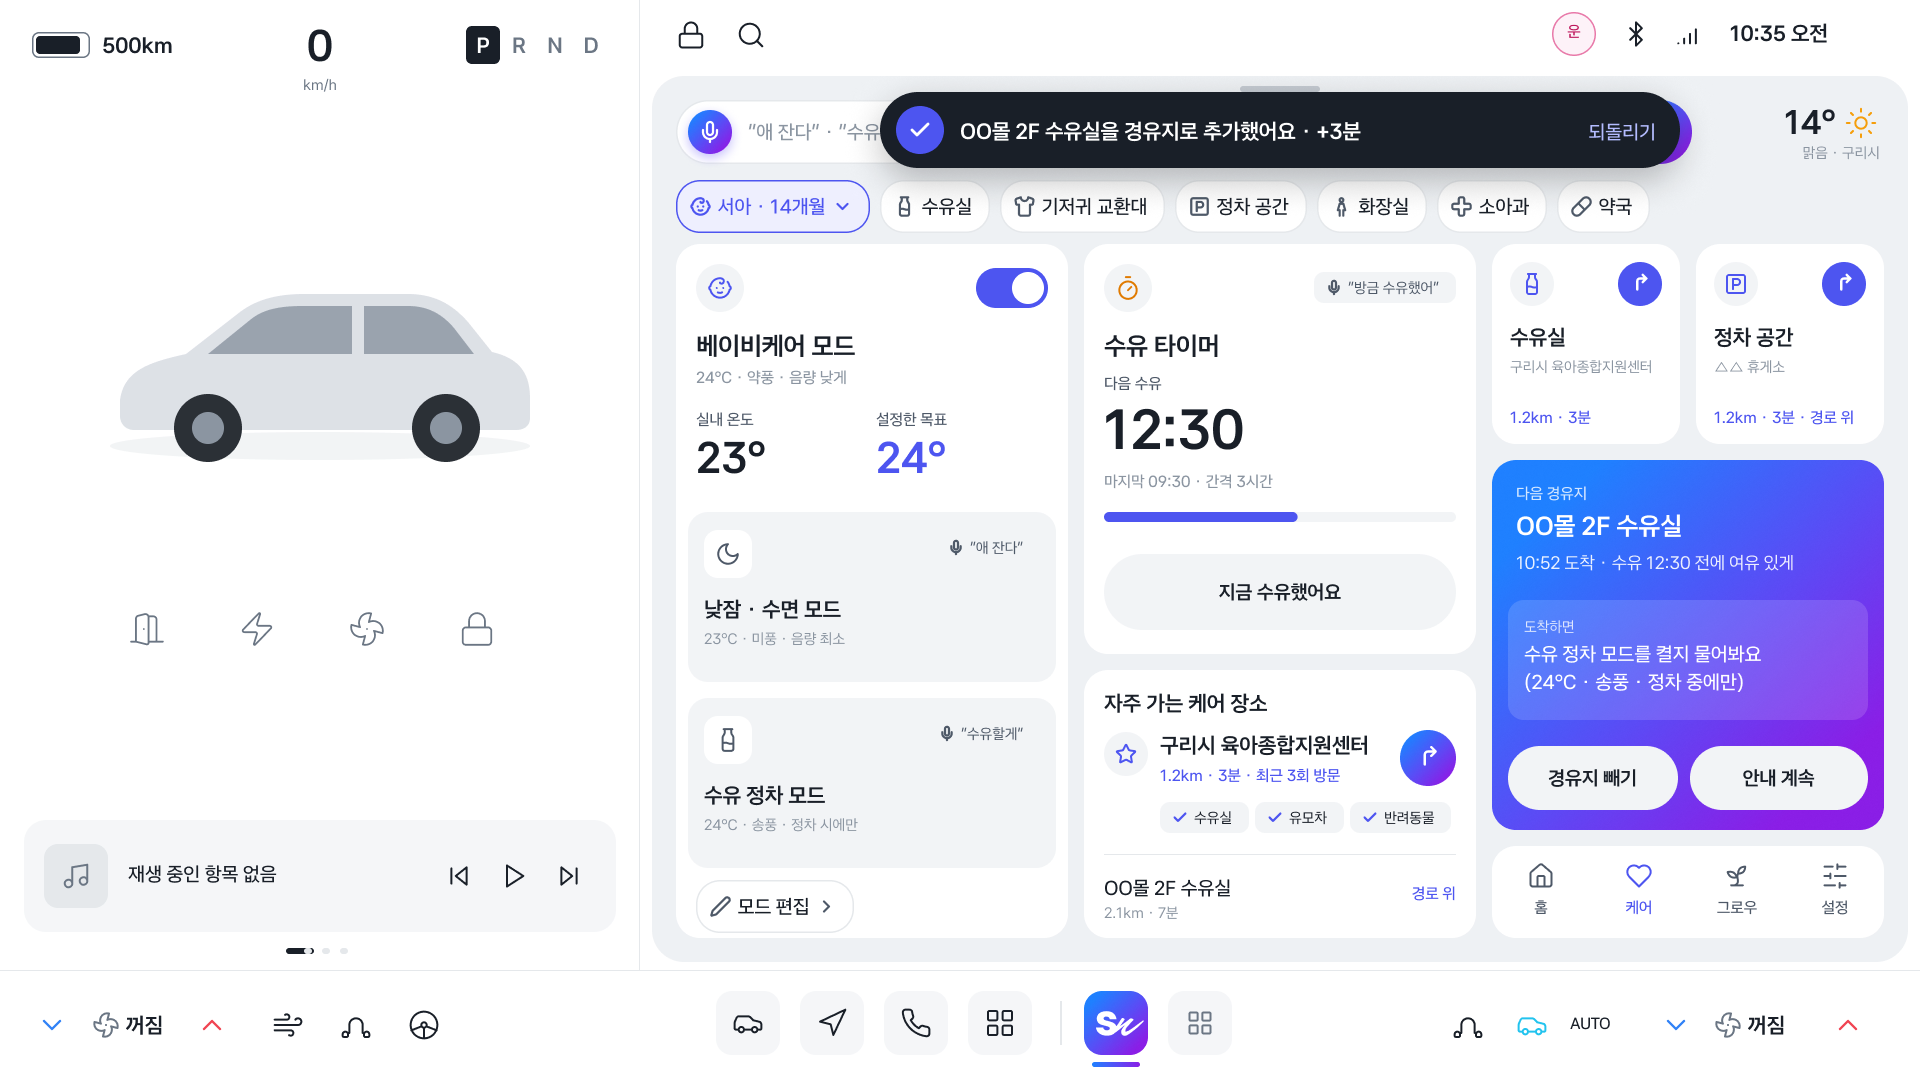 500km
0
km/h
P R N D
운
10:35 오전
"애 잔다" · "수유
OO몰 2F 수유실을 경유지로 추가했어요 · +3분
되돌리기
14°
맑음 · 구리시
서아 · 14개월
수유실
기저귀 교환대
P 정차 공간
화장실
소아과
약국
베이비케어 모드
24°C · 약풍 · 음량 낮게
실내 온도
23°
설정한 목표
24°
"애 잔다"
낮잠 · 수면 모드
23°C · 미풍 · 음량 최소
"수유할게"
수유 정차 모드
24°C · 송풍 · 정차 시에만
모드 편집
"방금 수유했어"
수유 타이머
다음 수유
12:30
마지막 09:30 · 간격 3시간
지금 수유했어요
자주 가는 케어 장소
구리시 육아종합지원센터
1.2km · 3분 · 최근 3회 방문
수유실
유모차
반려동물
OO몰 2F 수유실
2.1km · 7분
경로 위
수유실
구리시 육아종합지원센터
1.2km · 3분
P
정차 공간
△△ 휴게소
1.2km · 3분 · 경로 위
다음 경유지
OO몰 2F 수유실
10:52 도착 · 수유 12:30 전에 여유 있게
도착하면
수유 정차 모드를 켤지 물어봐요
(24°C · 송풍 · 정차 중에만)
경유지 빼기
안내 계속
홈
케어
그로우
설정
재생 중인 항목 없음
꺼짐
Su
AUTO
꺼짐